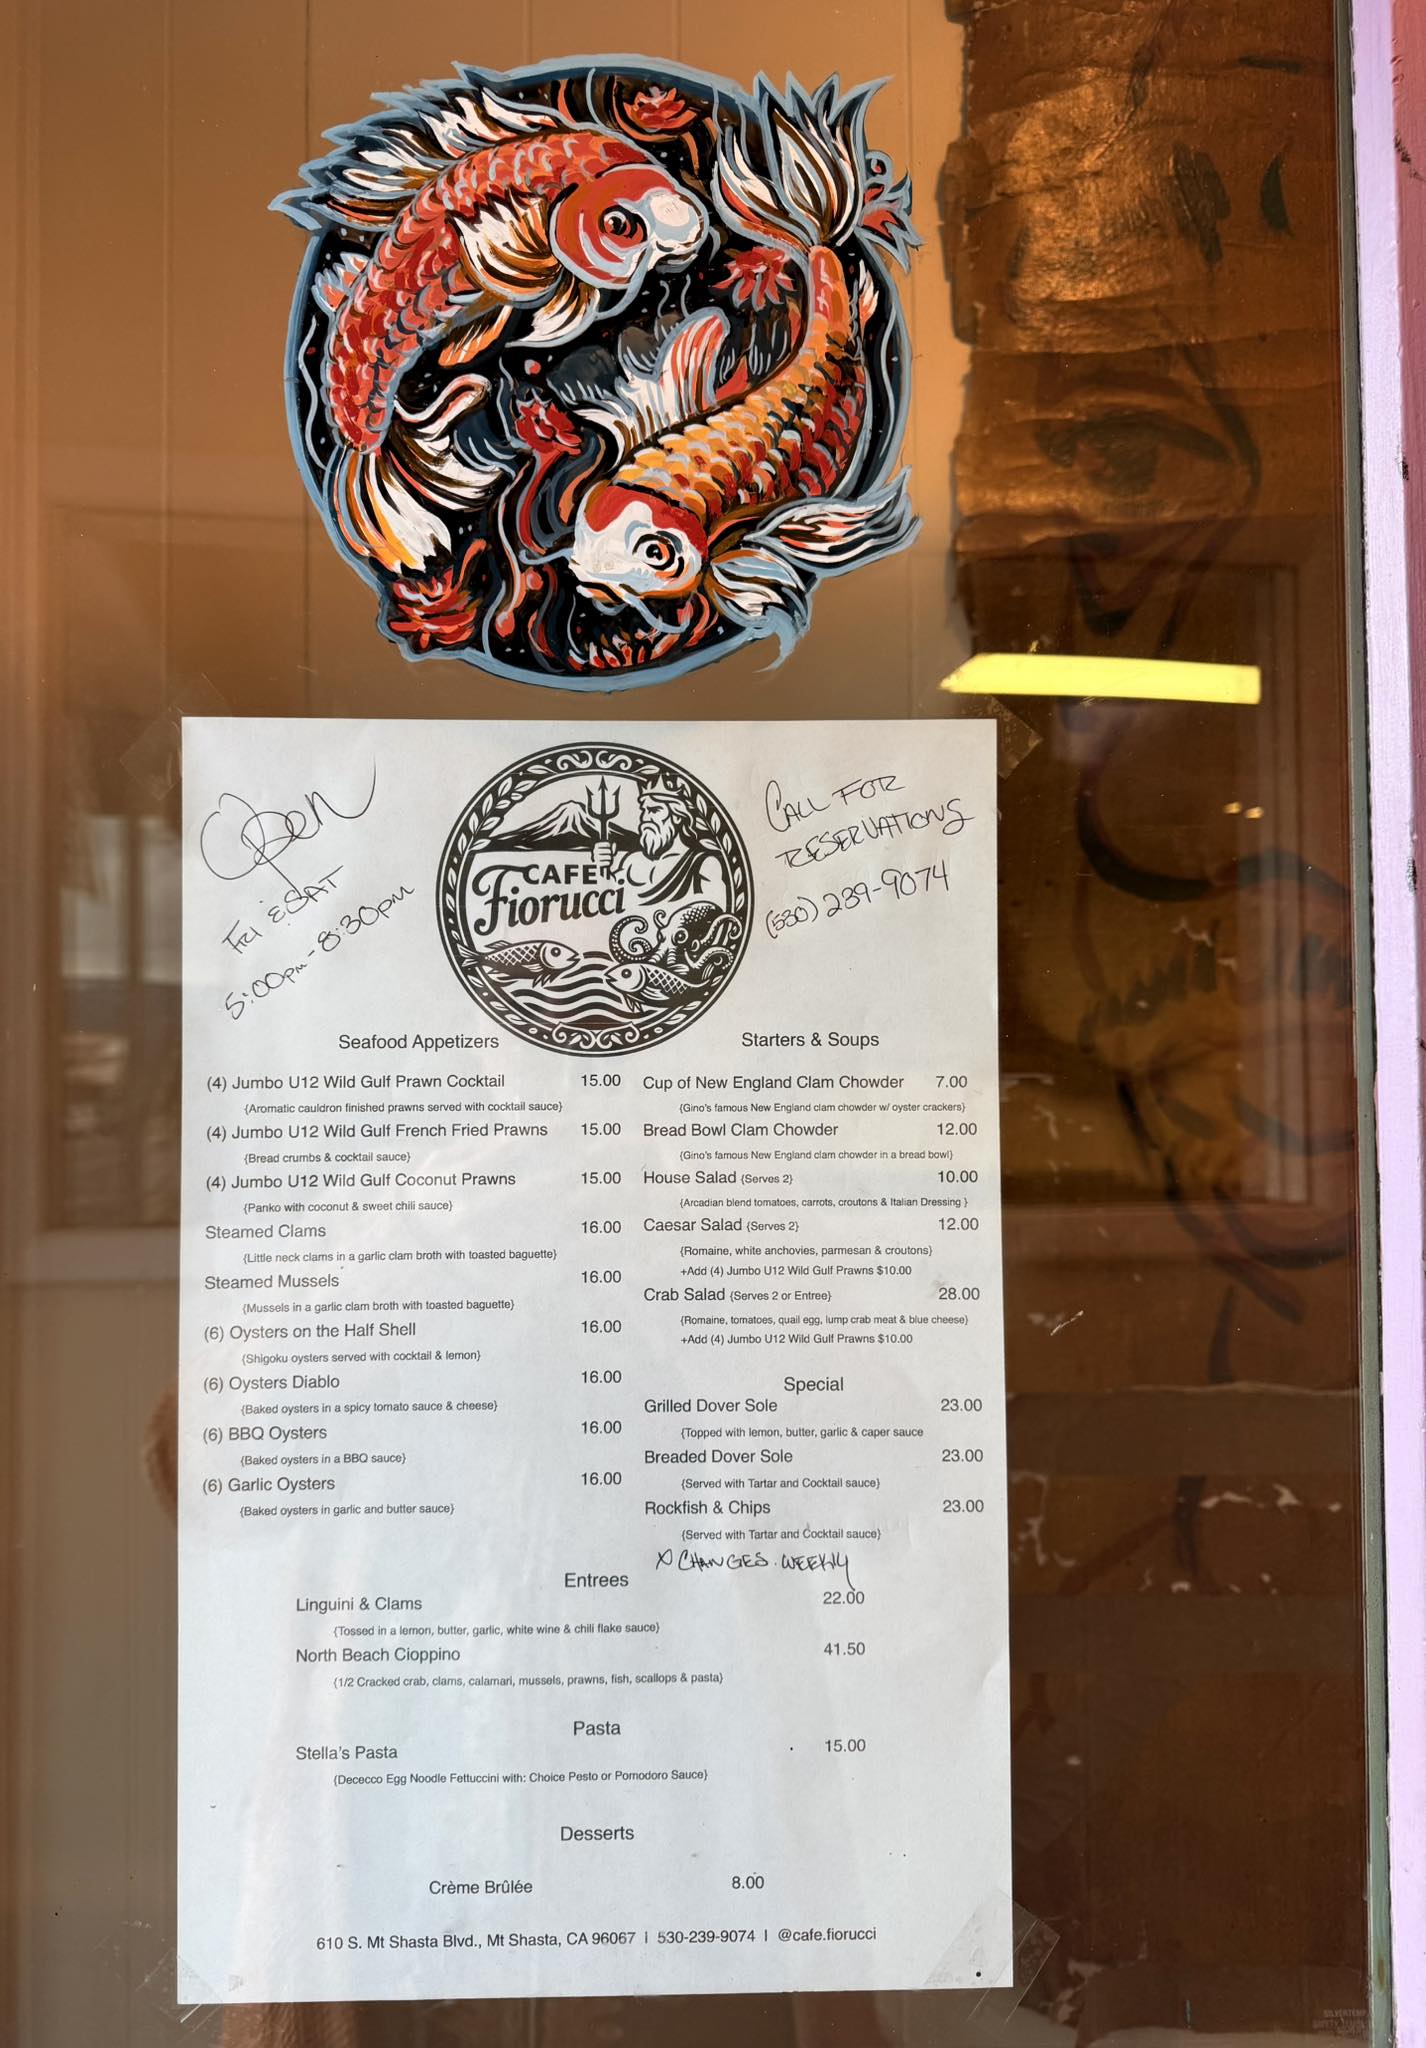 Open
Fri & Sat
5:00pm - 8:30pm
CAFE
Fiorucci
CALL FOR
RESERVATIONS
(530) 239-9074
Seafood Appetizers
(4) Jumbo U12 Wild Gulf Prawn Cocktail 15.00
{Aromatic cauldron finished prawns served with cocktail sauce}
(4) Jumbo U12 Wild Gulf French Fried Prawns 15.00
{Bread crumbs & cocktail sauce}
(4) Jumbo U12 Wild Gulf Coconut Prawns 15.00
{Panko with coconut & sweet chili sauce}
Steamed Clams 16.00
{Little neck clams in a garlic clam broth with toasted baguette}
Steamed Mussels 16.00
{Mussels in a garlic clam broth with toasted baguette}
(6) Oysters on the Half Shell 16.00
{Shigoku oysters served with cocktail & lemon}
(6) Oysters Diablo 16.00
{Baked oysters in a spicy tomato sauce & cheese}
(6) BBQ Oysters 16.00
{Baked oysters in a BBQ sauce}
(6) Garlic Oysters 16.00
{Baked oysters in garlic and butter sauce}
Starters & Soups
Cup of New England Clam Chowder 7.00
{Gino's famous New England clam chowder w/ oyster crackers}
Bread Bowl Clam Chowder 12.00
{Gino's famous New England clam chowder in a bread bowl}
House Salad {Serves 2} 10.00
{Arcadian blend tomatoes, carrots, croutons & Italian Dressing }
Caesar Salad {Serves 2} 12.00
{Romaine, white anchovies, parmesan & croutons}
+Add (4) Jumbo U12 Wild Gulf Prawns $10.00
Crab Salad {Serves 2 or Entree} 28.00
{Romaine, tomatoes, quail egg, lump crab meat & blue cheese}
+Add (4) Jumbo U12 Wild Gulf Prawns $10.00
Special
Grilled Dover Sole 23.00
{Topped with lemon, butter, garlic & caper sauce
Breaded Dover Sole 23.00
{Served with Tartar and Cocktail sauce}
Rockfish & Chips 23.00
{Served with Tartar and Cocktail sauce}
CHANGES WEEKLY
Entrees
Linguini & Clams 22.00
{Tossed in a lemon, butter, garlic, white wine & chili flake sauce}
North Beach Cioppino 41.50
{1/2 Cracked crab, clams, calamari, mussels, prawns, fish, scallops & pasta}
Pasta
Stella's Pasta 15.00
{Dececco Egg Noodle Fettuccini with: Choice Pesto or Pomodoro Sauce}
Desserts
Crème Brûlée 8.00
610 S. Mt Shasta Blvd., Mt Shasta, CA 96067 | 530-239-9074 | @cafe.fiorucci